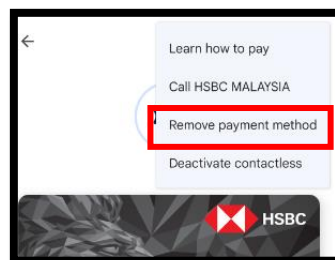 Learn how to pay
Call HSBC MALAYSIA
Remove payment method
Deactivate contactless
HSBC